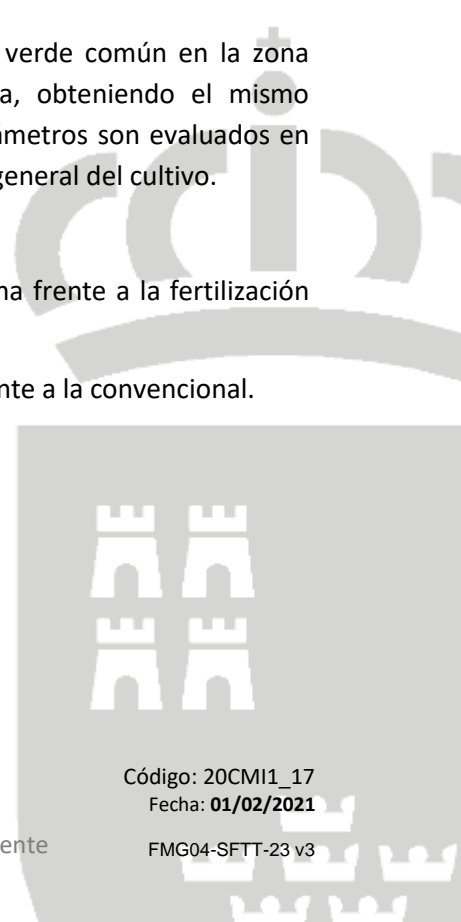 verde común en la zona
a, obteniendo el mismo
ámetros son evaluados en
general del cultivo.
na frente a la fertilización
nte a la convencional.
Código: 20CMI1_17
Fecha: 01/02/2021
ente
FMG04-SFTT-23 v3